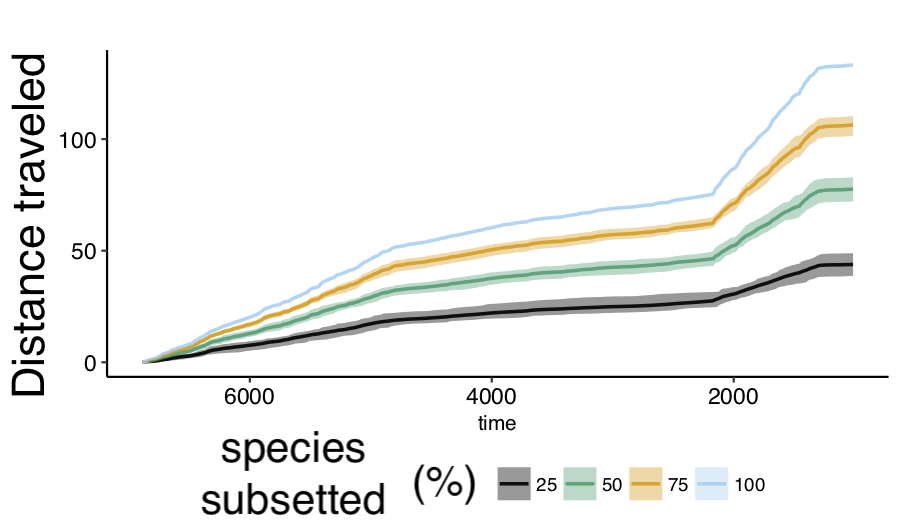 Distance traveled
100
50
0
6000 4000 2000
time
species
subsetted (%) 25 50 75 100